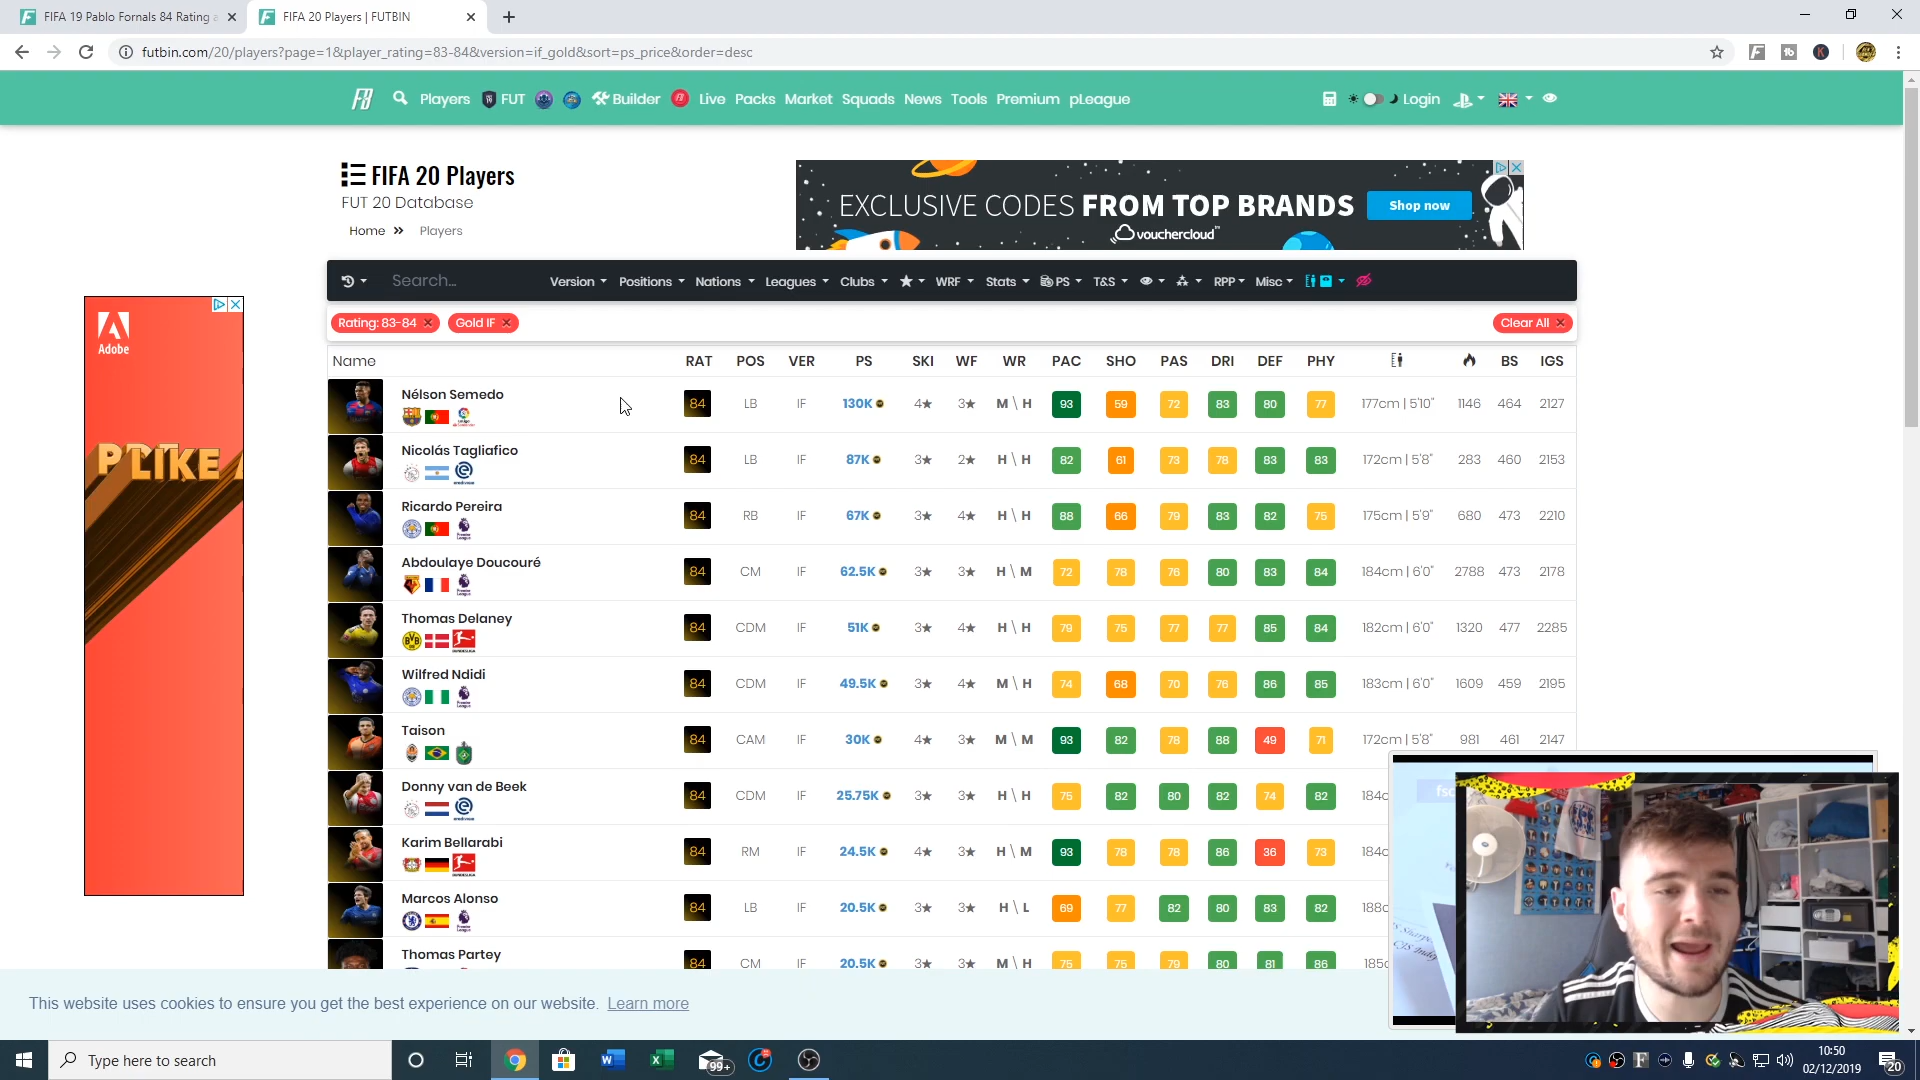 FIFA 19 Pablo Fornals 84 Rating
FIFA 20 Players | FUTBIN
futbin.com/20/players?page=1&player_rating=83-84&version=if_gold&sort=ps_price&order=desc
Players FUT Builder Live Packs Market Squads News Tools Premium pLeague Login
FIFA 20 Players
FUT 20 Database
Home » Players
EXCLUSIVE CODES FROM TOP BRANDS Shop now
vouchercloud
Search... Version Positions Nations Leagues Clubs WRF Stats PS T&S RPP Misc
Adobe
Rating: 83-84 Gold IF Clear All
Name RAT POS VER PS SKI WF WR PAC SHO PAS DRI DEF PHY BS IGS
Nélson Semedo 84 LB IF 130K 4★ 3★ M \ H 93 59 72 83 80 77 177cm | 5'10" 1146 464 2127
Nicolás Tagliafico 84 LB IF 87K 3★ 2★ H \ H 82 61 73 78 83 83 172cm | 5'8" 283 460 2153
Ricardo Pereira 84 RB IF 67K 3★ 4★ H \ H 88 66 79 83 82 75 175cm | 5'9" 680 473 2210
Abdoulaye Doucouré 84 CM IF 62.5K 3★ 3★ H \ M 72 78 76 80 83 84 184cm | 6'0" 2788 473 2178
Thomas Delaney 84 CDM IF 51K 3★ 4★ H \ H 79 75 77 77 85 84 182cm | 6'0" 1320 477 2285
Wilfred Ndidi 84 CDM IF 49.5K 3★ 4★ M \ H 74 68 70 76 86 85 183cm | 6'0" 1609 459 2195
Taison 84 CAM IF 30K 4★ 3★ M \ M 93 82 78 88 49 71 172cm | 5'8" 981 461 2147
Donny van de Beek 84 CDM IF 25.75K 3★ 3★ H \ H 75 82 80 82 74 82 184c
Karim Bellarabi 84 RM IF 24.5K 4★ 3★ H \ M 93 78 78 86 36 73 184c
Marcos Alonso 84 LB IF 20.5K 3★ 3★ H \ L 69 77 82 80 83 82 188c
Thomas Partey 84 CM IF 20.5K 3★ 3★ M \ H 75 75 79 80 81 86 185c
This website uses cookies to ensure you get the best experience on our website. Learn more
Type here to search
99+
10:50
02/12/2019
20